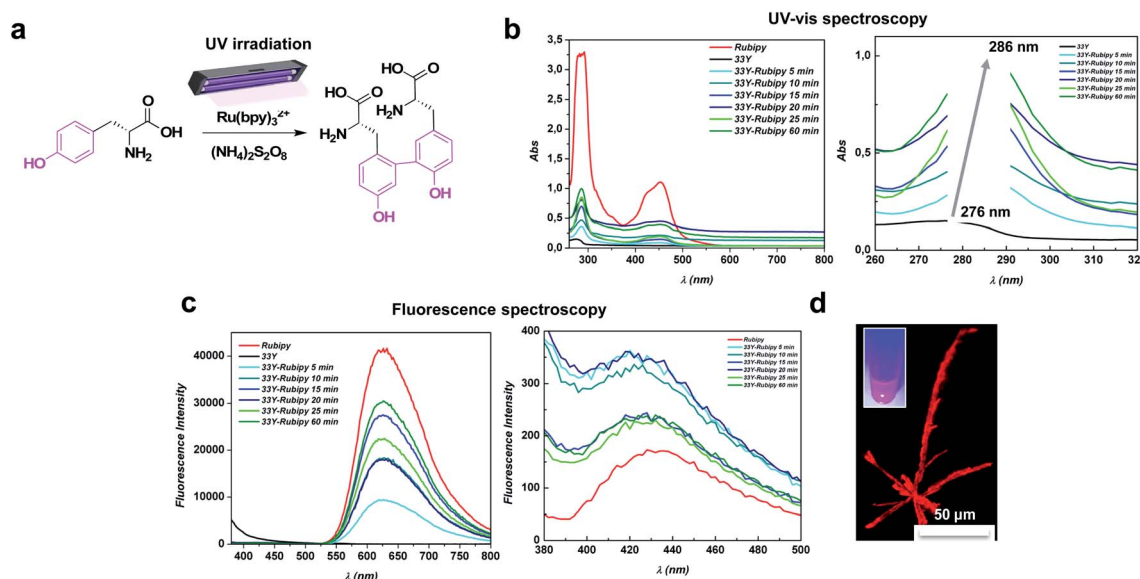 a
UV irradiation
Ru(bpy)₃²⁺
(NH₄)₂S₂O₈
HO
O
OH
NH₂
HO
O
HO
O
H₂N
H₂N
OH
OH
b
UV-vis spectroscopy
Abs
3,5
3,0
2,5
2,0
1,5
1,0
0,5
0,0
300 400 500 600 700 800
λ (nm)
Rubipy
33Y
33Y-Rubipy 5 min
33Y-Rubipy 10 min
33Y-Rubipy 15 min
33Y-Rubipy 20 min
33Y-Rubipy 25 min
33Y-Rubipy 60 min
Abs
1,0
0,5
0,0
260 270 280 290 300 310 320
λ (nm)
286 nm
276 nm
33Y
33Y-Rubipy 5 min
33Y-Rubipy 10 min
33Y-Rubipy 15 min
33Y-Rubipy 20 min
33Y-Rubipy 25 min
33Y-Rubipy 60 min
c
Fluorescence spectroscopy
Fluorescence Intensity
40000
30000
20000
10000
0
400 450 500 550 600 650 700 750 800
λ (nm)
Rubipy
33Y
33Y-Rubipy 5 min
33Y-Rubipy 10 min
33Y-Rubipy 15 min
33Y-Rubipy 20 min
33Y-Rubipy 25 min
33Y-Rubipy 60 min
Fluorescence Intensity
400
300
200
100
0
380 400 420 440 460 480 500
λ (nm)
Rubipy
33Y-Rubipy 5 min
33Y-Rubipy 10 min
33Y-Rubipy 15 min
33Y-Rubipy 20 min
33Y-Rubipy 25 min
33Y-Rubipy 60 min
d
50 µm